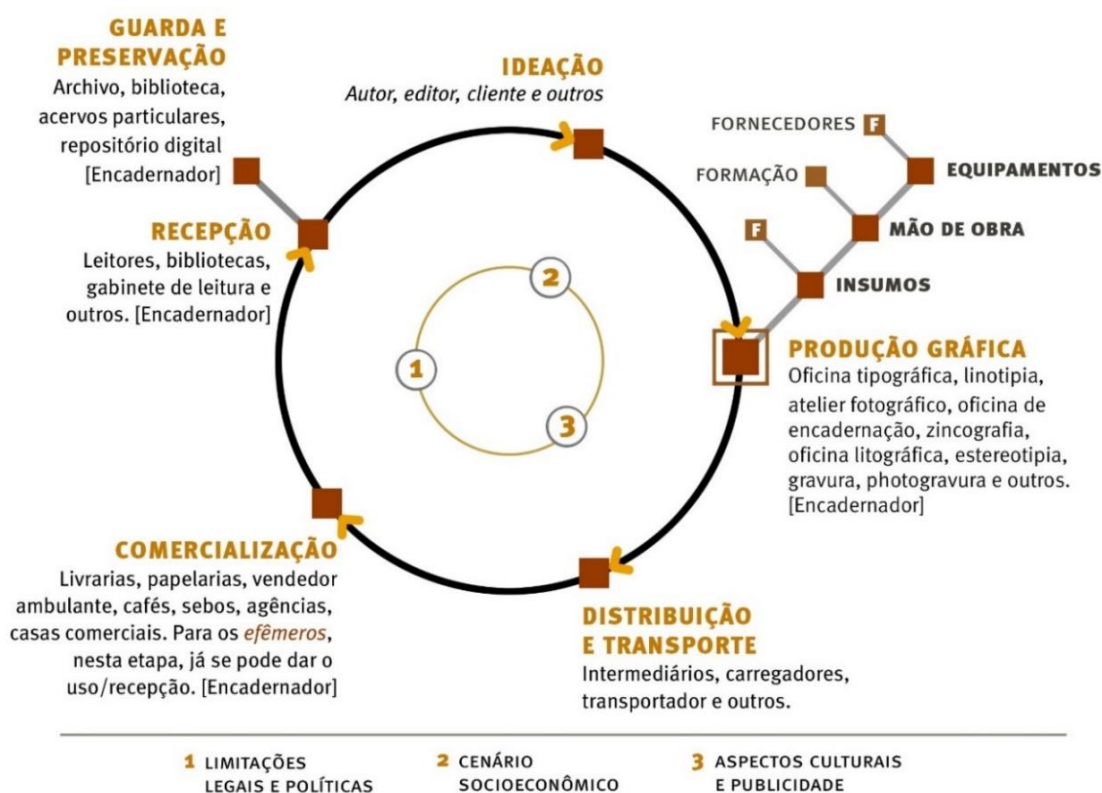 GUARDA E
PRESERVAÇÃO
Archivo, biblioteca,
acervos particulares,
repositório digital
[Encadernador]
IDEAÇÃO
Autor, editor, cliente e outros
FORNECEDORES F
EQUIPAMENTOS
FORMAÇÃO
MÃO DE OBRA
F
INSUMOS
RECEPÇÃO
Leitores, bibliotecas,
gabinete de leitura e
outros. [Encadernador]
2
1
3
PRODUÇÃO GRÁFICA
Oficina tipográfica, linotipia,
atelier fotográfico, oficina de
encadernação, zincografia,
oficina litográfica, estereotipia,
gravura, photogravura e outros.
[Encadernador]
COMERCIALIZAÇÃO
Livrarias, papelarias, vendedor
ambulante, cafés, sebos, agências,
casas comerciais. Para os efêmeros,
nesta etapa, já se pode dar o
uso/recepção. [Encadernador]
DISTRIBUIÇÃO
E TRANSPORTE
Intermediários, carregadores,
transportador e outros.
1 LIMITAÇÕES
LEGAIS E POLÍTICAS
2 CENÁRIO
SOCIOECONÔMICO
3 ASPECTOS CULTURAIS
E PUBLICIDADE